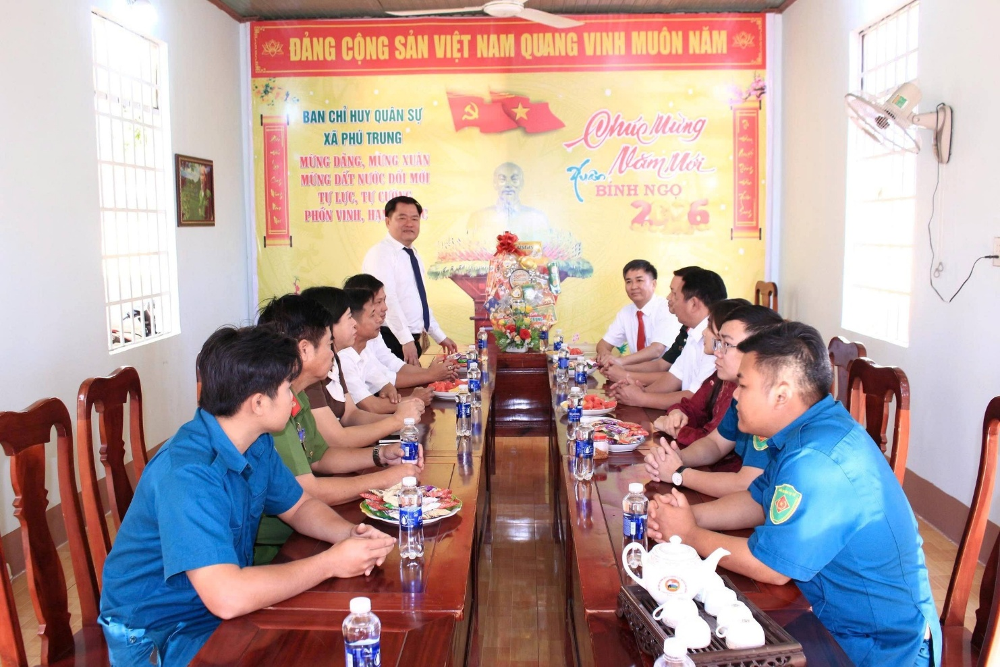 ĐẢNG CỘNG SẢN VIỆT NAM QUANG VINH MUÔN NĂM
BAN CHỈ HUY QUÂN SỰ
XÃ PHÚ TRUNG
MỪNG ĐẢNG, MỪNG XUÂN
MỪNG ĐẤT NƯỚC ĐỔI MỚI
TỰ LỰC, TỰ CƯỜNG
PHỒN VINH,
Chúc Mừng
Năm Mới
Xuân
BÍNH NGỌ
2026